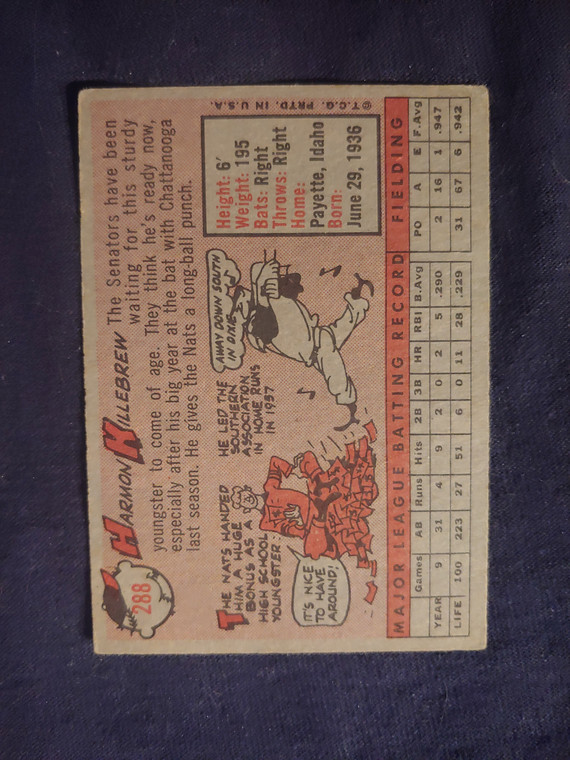 288
HARMON KILLEBREW The Senators have been
waiting for this sturdy
youngster to come of age. They think he's ready now,
especially after his big year at the bat with Chattanooga
last season. He gives the Nats a long-ball punch.
THE NATS HANDED
HIM A HUGE
BONUS AS A
HIGH SCHOOL
YOUNGSTER.
IT'S NICE
TO HAVE
AROUND!
HE LED THE
SOUTHERN
ASSOCIATION
IN HOME RUNS
IN 1957
AWAY DOWN SOUTH
IN DIXIE
Height: 6'
Weight: 195
Bats: Right
Throws: Right
Home:
Payette, Idaho
Born:
June 29, 1936
© T.C.G. PRTD. IN U.S.A.
MAJOR LEAGUE BATTING RECORD FIELDING
Games AB Runs Hits 2B 3B HR RBI B.Avg PO A E F.Avg
YEAR 9 31 4 9 2 0 2 5 .290 2 16 1 .947
LIFE 100 223 27 51 6 0 11 28 .229 31 67 6 .942